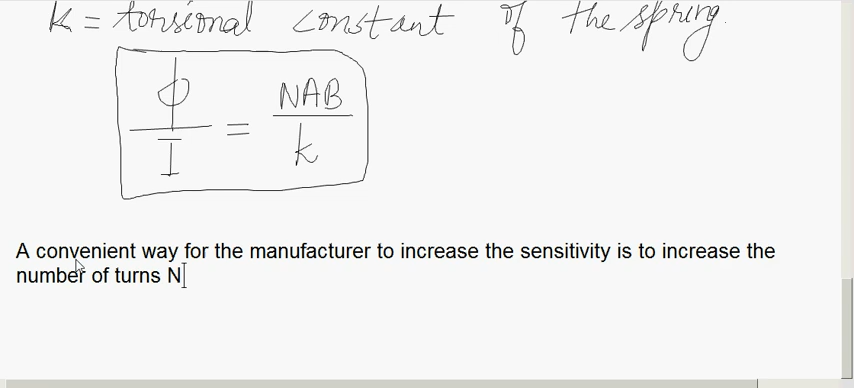 K = torsional constant of the spring.
ϕ/I = NAB/k
A convenient way for the manufacturer to increase the sensitivity is to increase the
number of turns N